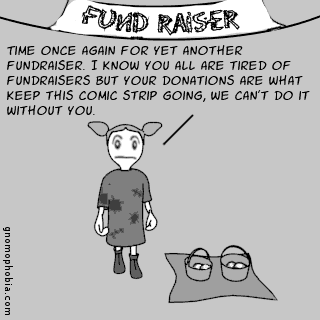 FUND RAISER
TIME ONCE AGAIN FOR YET ANOTHER
FUNDRAISER. I KNOW YOU ALL ARE TIRED OF
FUNDRAISERS BUT YOUR DONATIONS ARE WHAT
KEEP THIS COMIC STRIP GOING, WE CAN'T DO IT
WITHOUT YOU.
gnomophobia.com